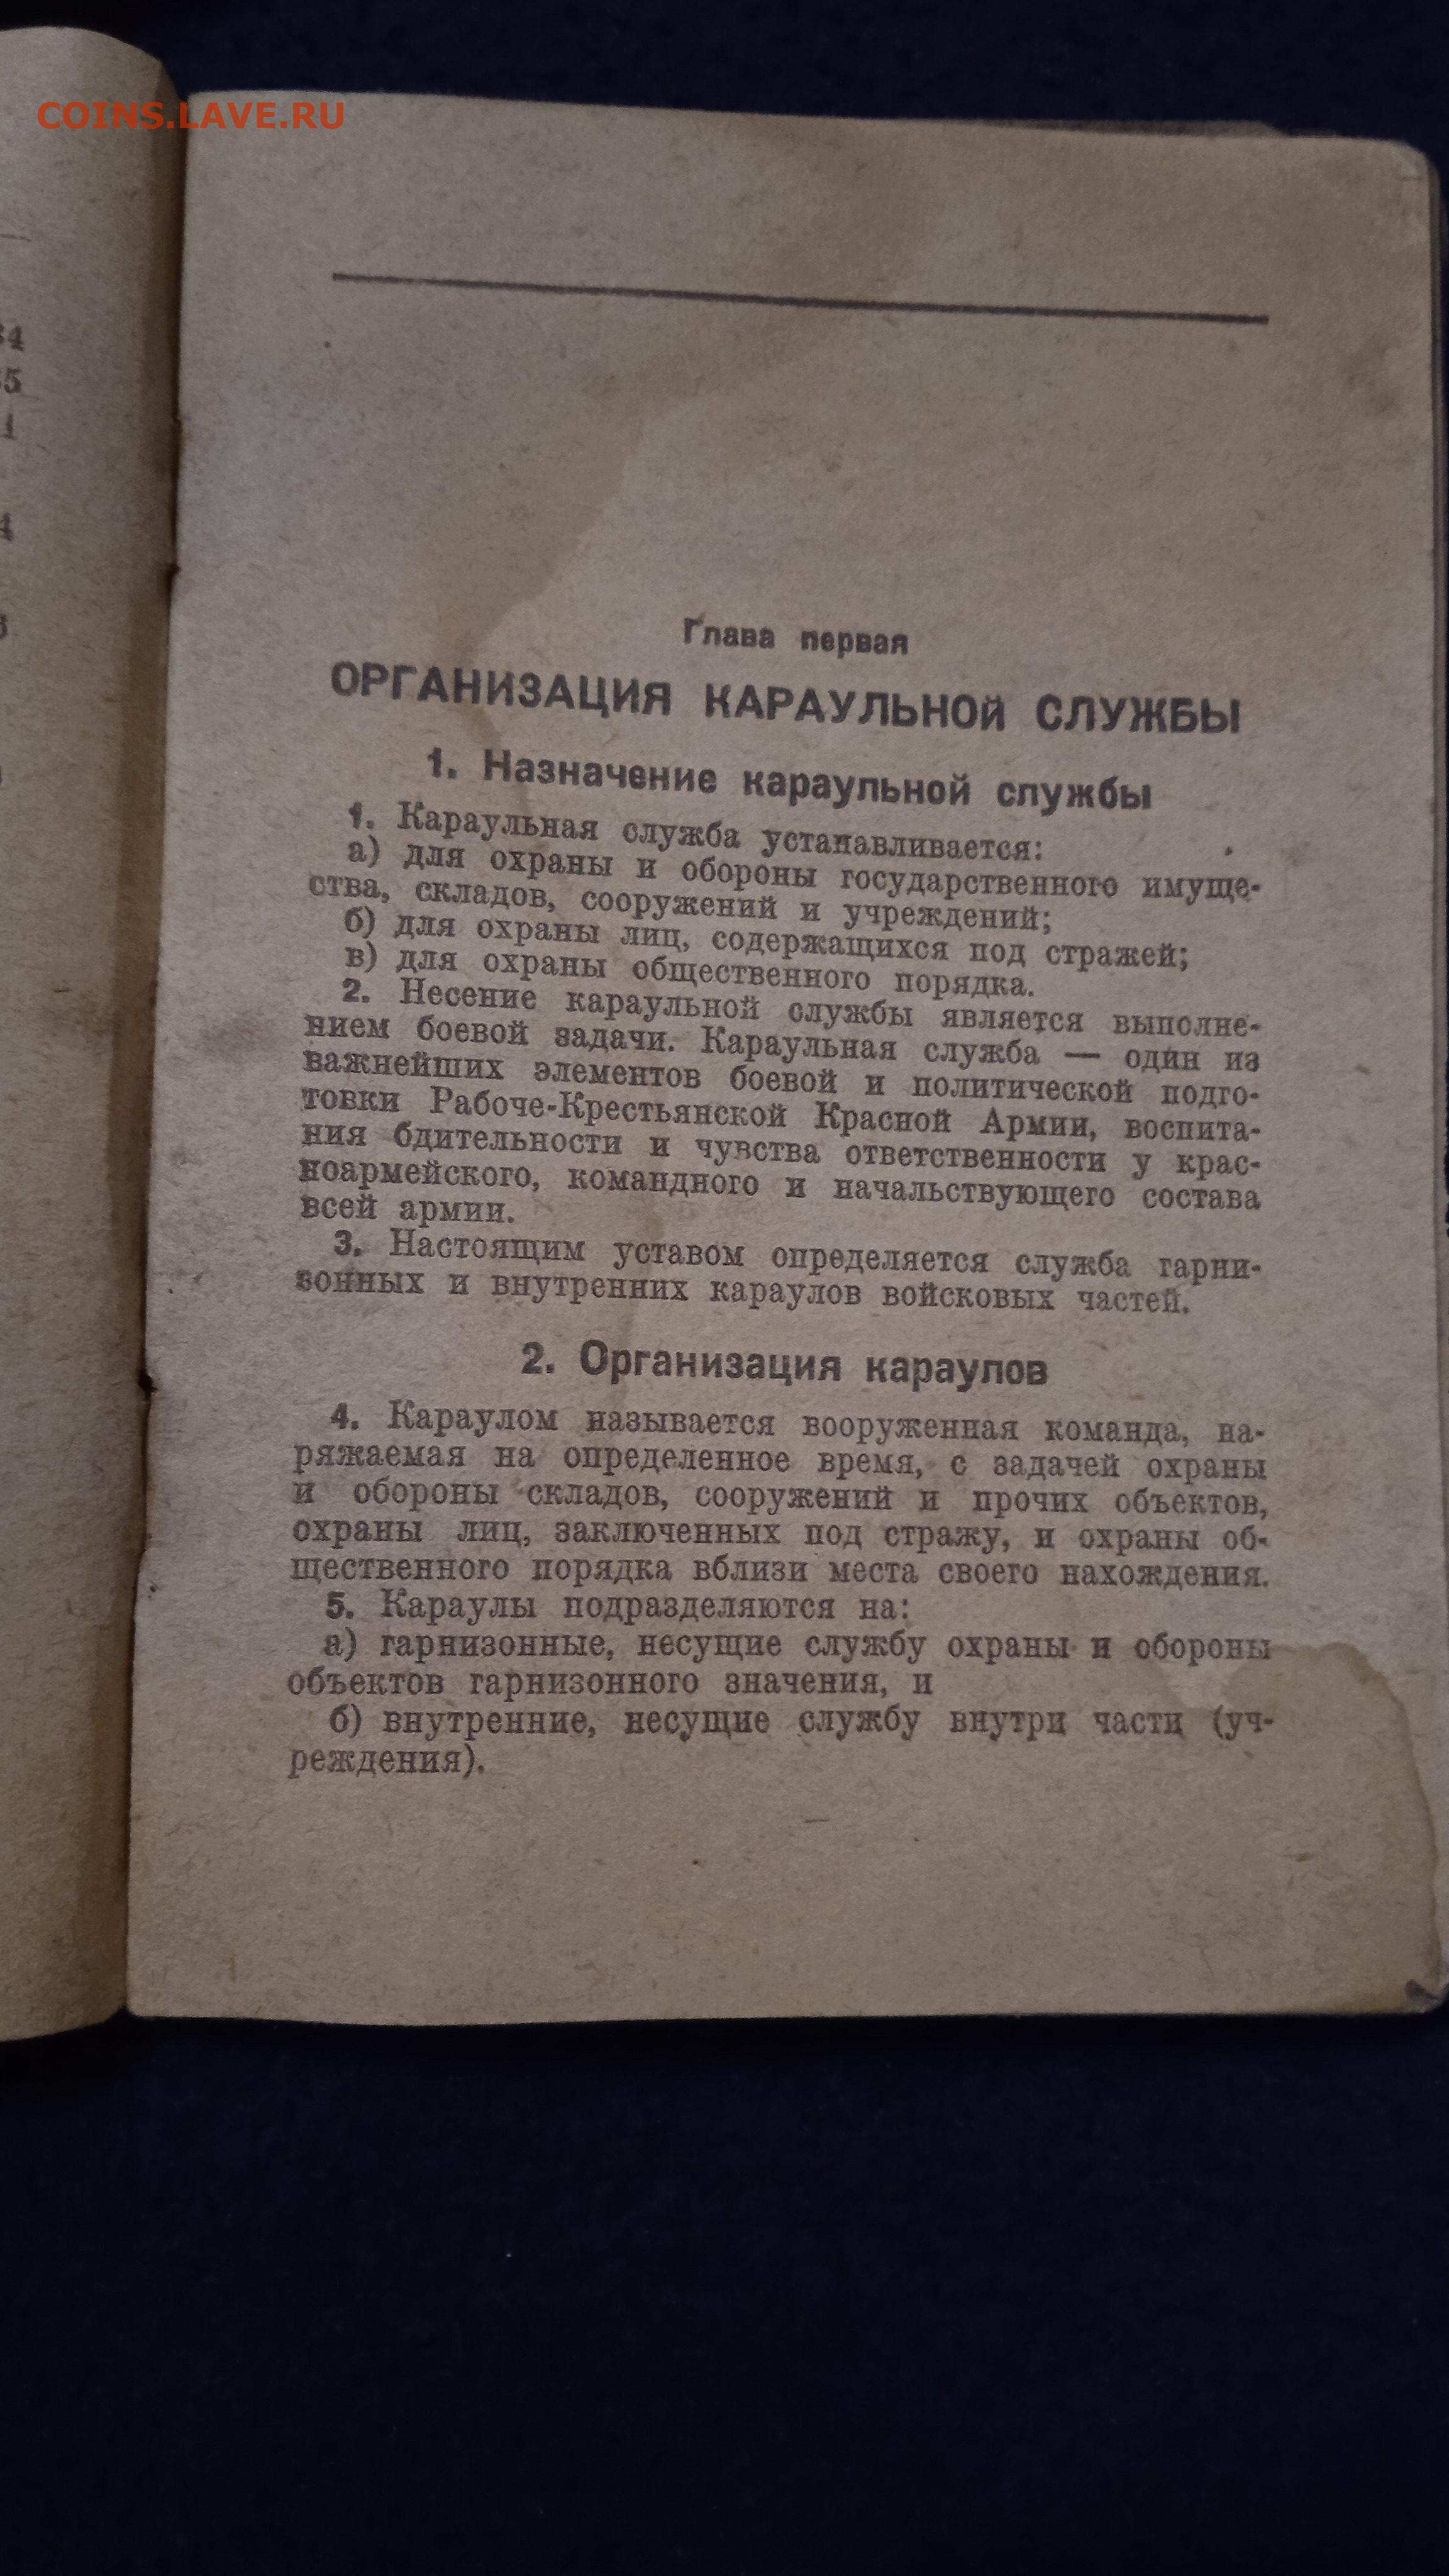 COINS.LAVE.RU
Глава первая
ОРГАНИЗАЦИЯ КАРАУЛЬНОЙ СЛУЖБЫ
1. Назначение караульной службы
1. Караульная служба устанавливается:
а) для охраны и обороны государственного имуще-
ства, складов, сооружений и учреждений;
б) для охраны лиц, содержащихся под стражей;
в) для охраны общественного порядка.
2. Несение караульной службы является выполне-
нием боевой задачи. Караульная служба — один из
важнейших элементов боевой и политической подго-
товки Рабоче-Крестьянской Красной Армии, воспита-
ния бдительности и чувства ответственности у крас-
ноармейского, командного и начальствующего состава
всей армии.
3. Настоящим уставом определяется служба гарни-
зонных и внутренних караулов войсковых частей.
2. Организация караулов
4. Караулом называется вооруженная команда, на-
ряжаемая на определенное время, с задачей охраны
и обороны складов, сооружений и прочих объектов,
охраны лиц, заключенных под стражу, и охраны об-
щественного порядка вблизи места своего нахождения.
5. Караулы подразделяются на:
а) гарнизонные, несущие службу охраны и обороны
объектов гарнизонного значения, и
б) внутренние, несущие службу внутри части (уч-
реждения).